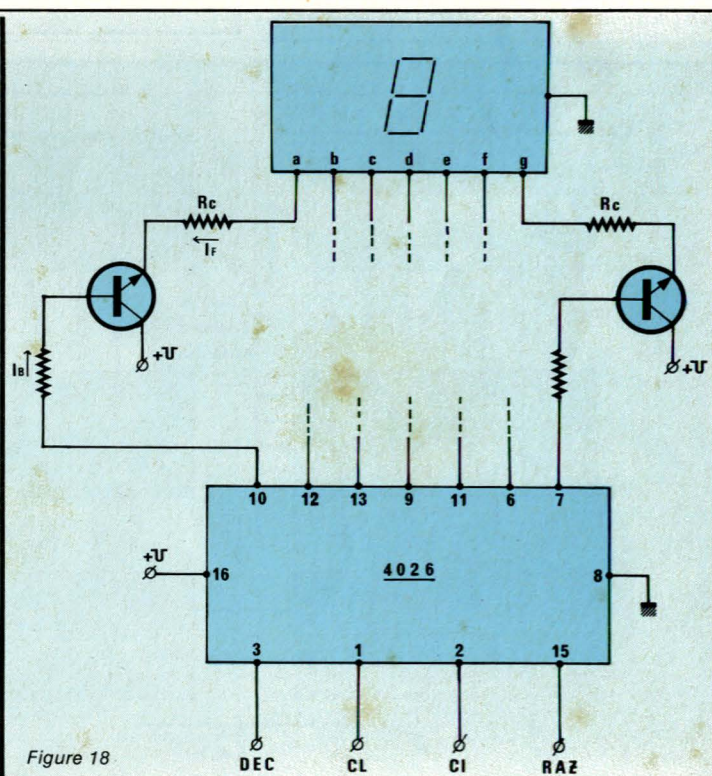 a b c d e f g
Rc
Rc
IF
+U
+U
IB
10 12 13 9 11 6 7
+U
16
4026
8
3 1 2 15
DEC CL CI RAZ
Figure 18